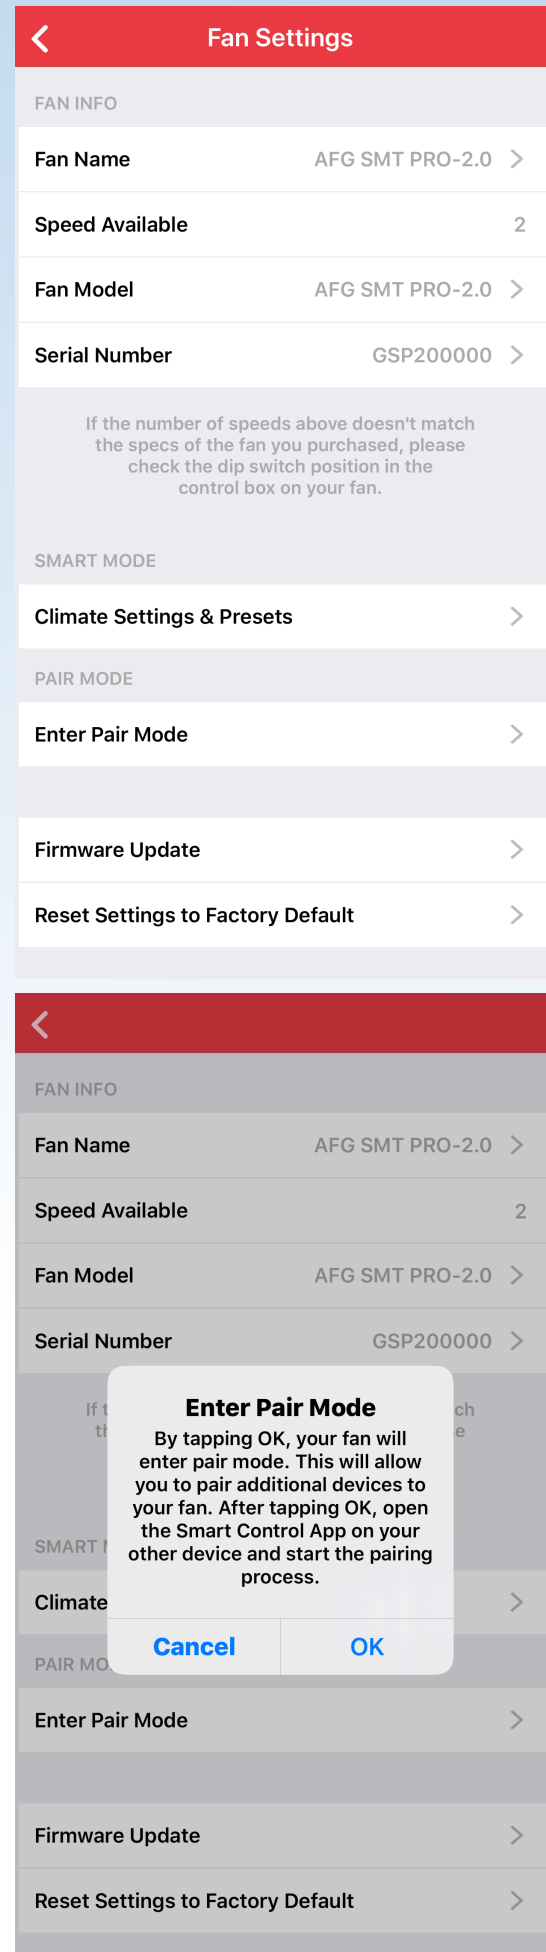 Fan Settings
FAN INFO
Fan Name AFG SMT PRO-2.0
Speed Available 2
Fan Model AFG SMT PRO-2.0
Serial Number GSP200000
If the number of speeds above doesn't match
the specs of the fan you purchased, please
check the dip switch position in the
control box on your fan.
SMART MODE
Climate Settings & Presets
PAIR MODE
Enter Pair Mode
Firmware Update
Reset Settings to Factory Default
FAN INFO
Fan Name AFG SMT PRO-2.0
Speed Available 2
Fan Model AFG SMT PRO-2.0
Serial Number GSP200000
If
Enter Pair Mode
By tapping OK, your fan will
enter pair mode. This will allow
you to pair additional devices to
your fan. After tapping OK, open
the Smart Control App on your
other device and start the pairing
process.
Cancel OK
SMART
Climate
PAIR MO
Enter Pair Mode
Firmware Update
Reset Settings to Factory Default